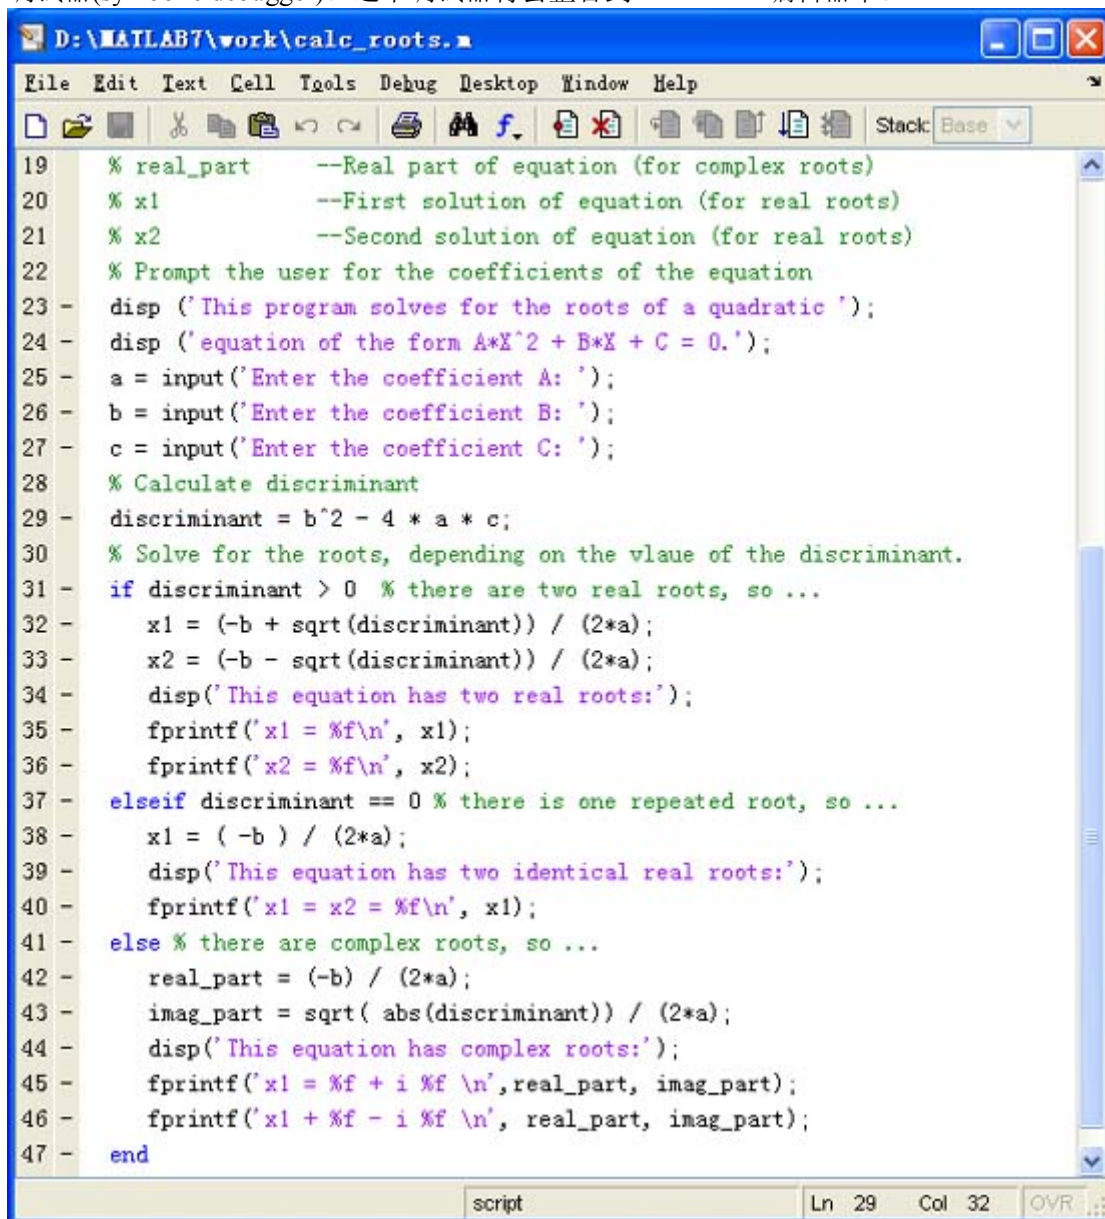 D:\MATLAB7\work\calc_roots.m
File Edit Text Cell Tools Debug Desktop Window Help
Stack: Base
19 % real_part --Real part of equation (for complex roots)
20 % x1 --First solution of equation (for real roots)
21 % x2 --Second solution of equation (for real roots)
22 % Prompt the user for the coefficients of the equation
23 - disp ('This program solves for the roots of a quadratic ');
24 - disp ('equation of the form A*X^2 + B*X + C = 0.');
25 - a = input('Enter the coefficient A: ');
26 - b = input('Enter the coefficient B: ');
27 - c = input('Enter the coefficient C: ');
28 % Calculate discriminant
29 - discriminant = b^2 - 4 * a * c;
30 % Solve for the roots, depending on the vlaue of the discriminant.
31 - if discriminant > 0 % there are two real roots, so ...
32 - x1 = (-b + sqrt(discriminant)) / (2*a);
33 - x2 = (-b - sqrt(discriminant)) / (2*a);
34 - disp('This equation has two real roots:');
35 - fprintf('x1 = %f\n', x1);
36 - fprintf('x2 = %f\n', x2);
37 - elseif discriminant == 0 % there is one repeated root, so ...
38 - x1 = ( -b ) / (2*a);
39 - disp('This equation has two identical real roots:');
40 - fprintf('x1 = x2 = %f\n', x1);
41 - else % there are complex roots, so ...
42 - real_part = (-b) / (2*a);
43 - imag_part = sqrt( abs(discriminant)) / (2*a);
44 - disp('This equation has complex roots:');
45 - fprintf('x1 = %f + i %f \n',real_part, imag_part);
46 - fprintf('x1 + %f - i %f \n', real_part, imag_part);
47 - end
script Ln 29 Col 32 OVR